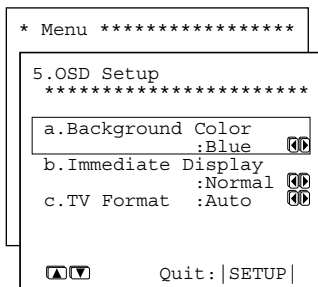 * Menu *****************
5.OSD Setup
***********************
a.Background Color
:Blue
b.Immediate Display
:Normal
c.TV Format :Auto
Quit:|SETUP|